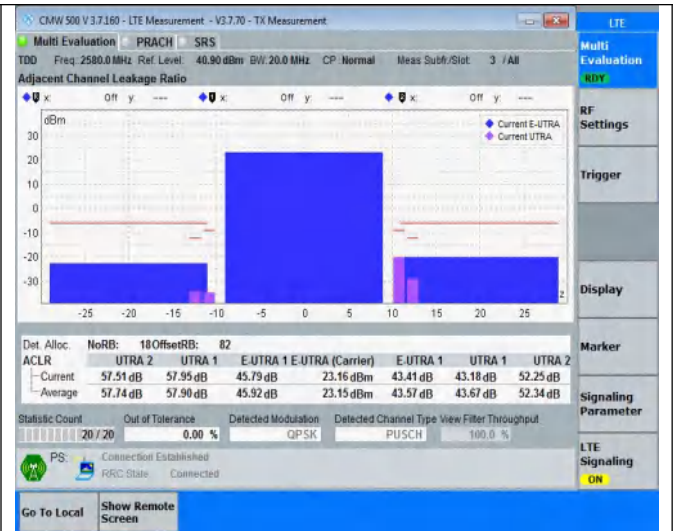 CMW 500 V 3.7.160 - LTE Measurement - V3.7.70 - TX Measurement
LTE
Multi Evaluation PRACH SRS
Multi Evaluation
RDY
TDD Freq: 2580.0 MHz Ref. Level: 40.90 dBm BW: 20.0 MHz CP: Normal Meas Subfr./Slot: 3 / All
Adjacent Channel Leakage Ratio
x: Off y: --- x: Off y: --- x: Off y: ---
dBm
Current E-UTRA
Current UTRA
30
20
10
0
-10
-20
-30
z
-25 -20 -15 -10 -5 0 5 10 15 20 25
RF Settings
Trigger
Display
Marker
Signaling Parameter
LTE Signaling
ON
Det. Alloc. NoRB: 18 OffsetRB: 82
ACLR UTRA 2 UTRA 1 E-UTRA 1 E-UTRA (Carrier) E-UTRA 1 UTRA 1 UTRA 2
Current 57.51 dB 57.95 dB 45.79 dB 23.16 dBm 43.41 dB 43.18 dB 52.25 dB
Average 57.74 dB 57.90 dB 45.92 dB 23.15 dBm 43.57 dB 43.67 dB 52.34 dB
Statistic Count Out of Tolerance Detected Modulation Detected Channel Type View Filter Throughput
20 / 20 0.00 % QPSK PUSCH 100.0 %
PS: Connection Established
RRC State Connected
Go To Local
Show Remote Screen